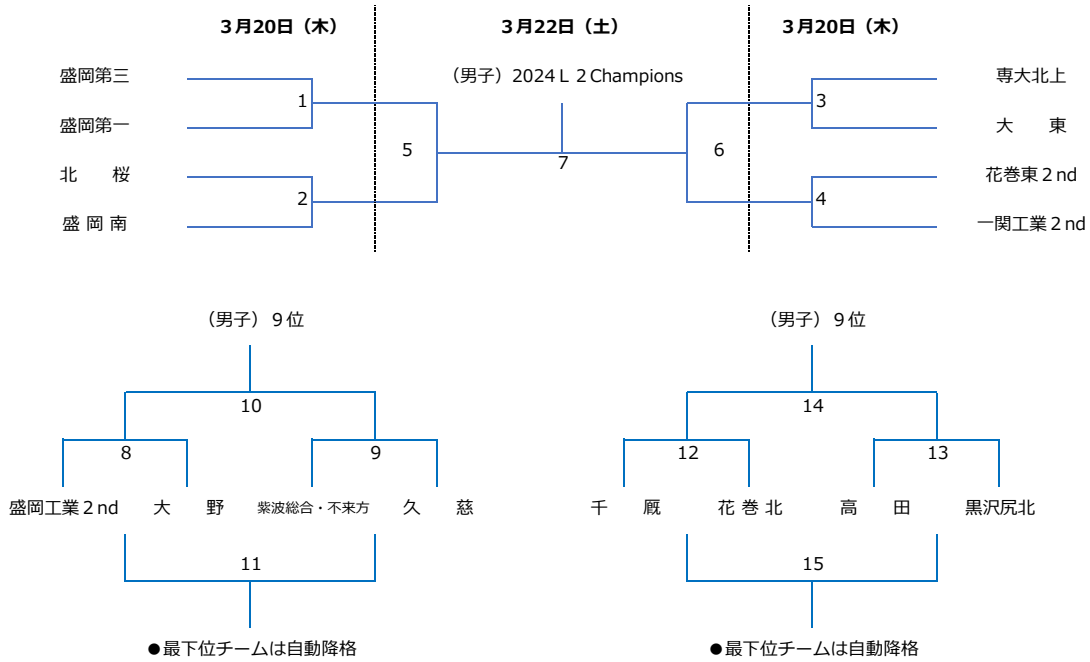 ３月20日（木） ３月22日（土） ３月20日（木）
盛岡第三 （男子）2024Ｌ２Champions 専大北上
1 3
盛岡第一 大　東
5 7 6
北　桜 花巻東２nd
2 4
盛 岡 南 一関工業２nd
（男子）９位 （男子）９位
10 14
8 9 12 13
盛岡工業２nd 大　野 紫波総合・不来方 久　慈 千　厩 花 巻 北 高　田 黒沢尻北
11 15
●最下位チームは自動降格 ●最下位チームは自動降格